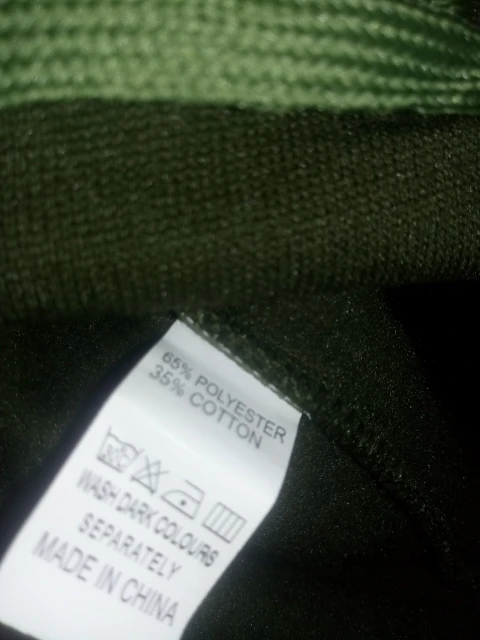 65% POLYESTER
35% COTTON
WASH DARK COLOURS
SEPARATELY
MADE IN CHINA